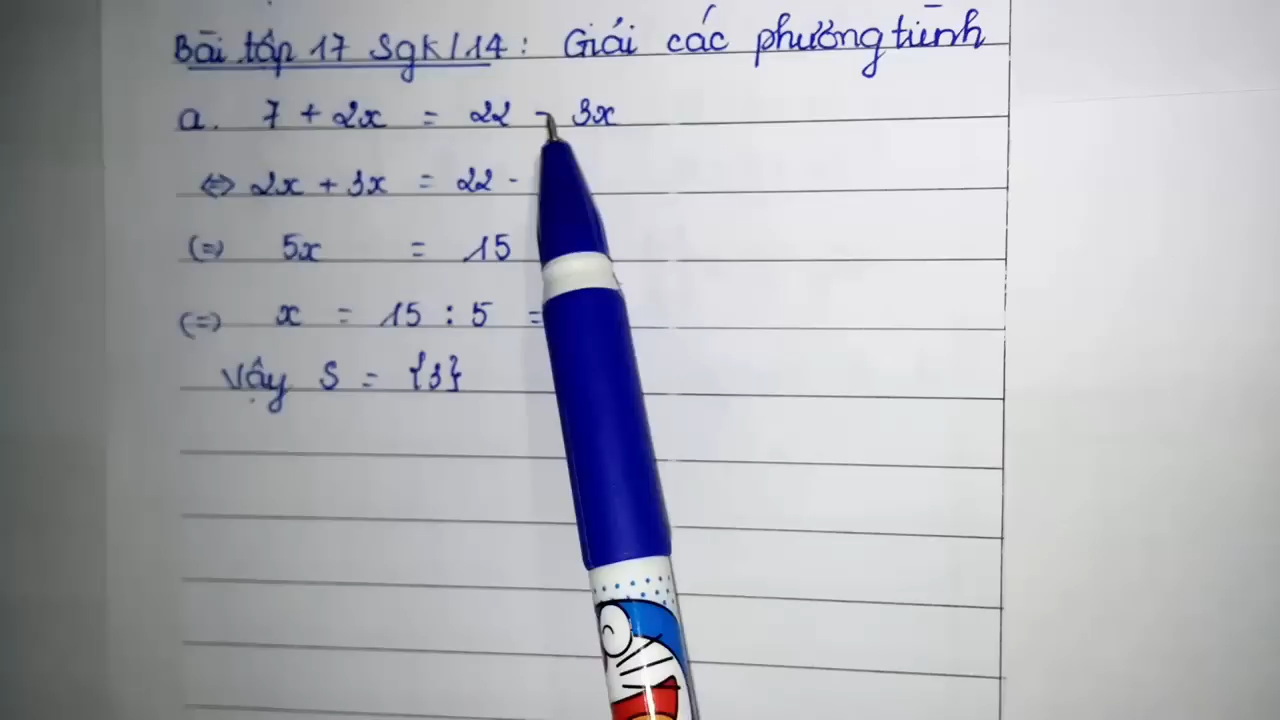 Bài tập 17 Sgk/14: Giải các phương trình
a. 7 + 2x = 22 - 3x
⇔ 2x + 3x = 22 -
(=) 5x = 15
(=) x = 15 : 5 =
Vậy S = {3}